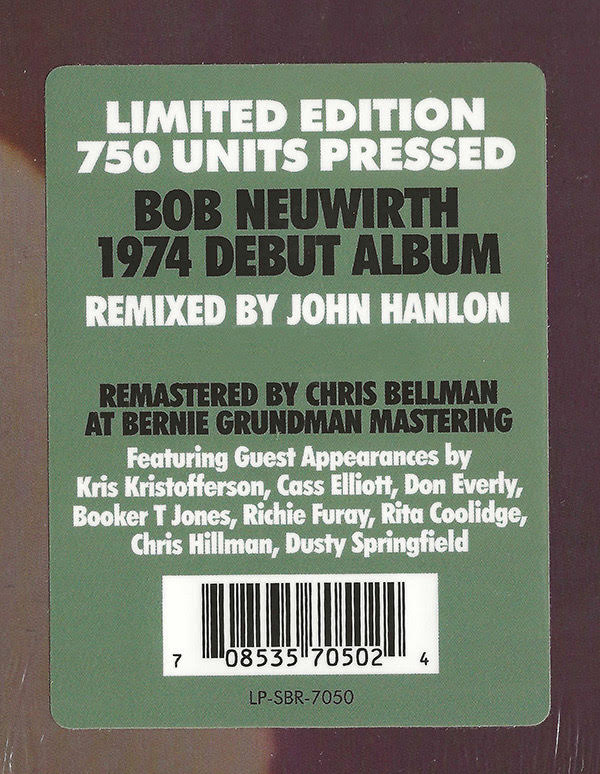 LIMITED EDITION
750 UNITS PRESSED
BOB NEUWIRTH
1974 DEBUT ALBUM
REMIXED BY JOHN HANLON
REMASTERED BY CHRIS BELLMAN
AT BERNIE GRUNDMAN MASTERING
Featuring Guest Appearances by
Kris Kristofferson, Cass Elliott, Don Everly,
Booker T Jones, Richie Furay, Rita Coolidge,
Chris Hillman, Dusty Springfield
7 08535 70502 4
LP-SBR-7050